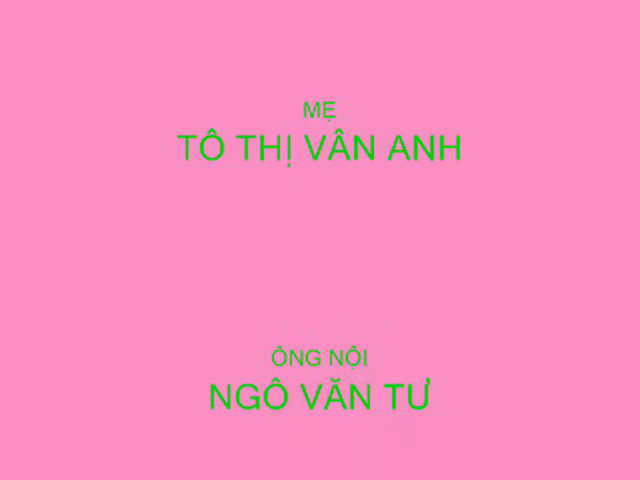 MẸ
TÔ THỊ VÂN ANH
ÔNG NỘI
NGÔ VĂN TƯ